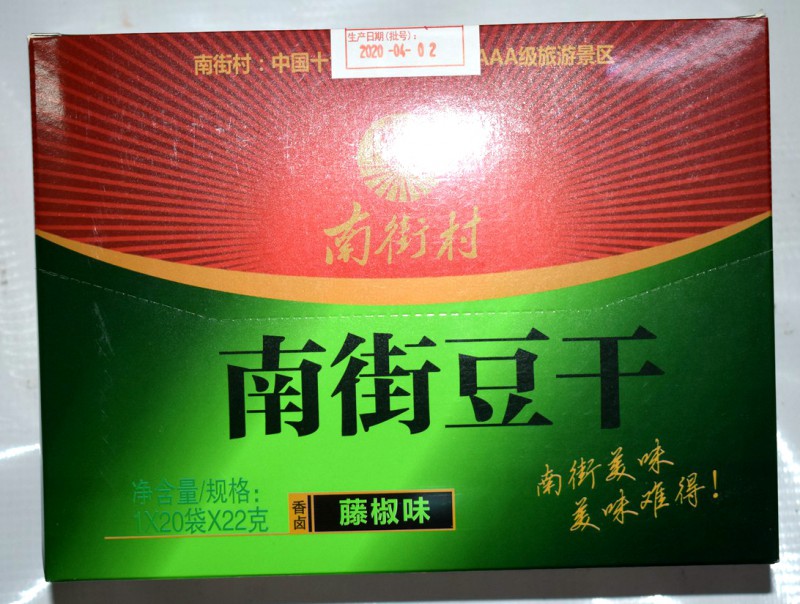 生产日期(批号):
2020-04-02
南街村:中国十
AAA级旅游景区
南街村
南街豆干
南街美味
美味难得!
净含量/规格:
1X20袋X22克
香卤
藤椒味